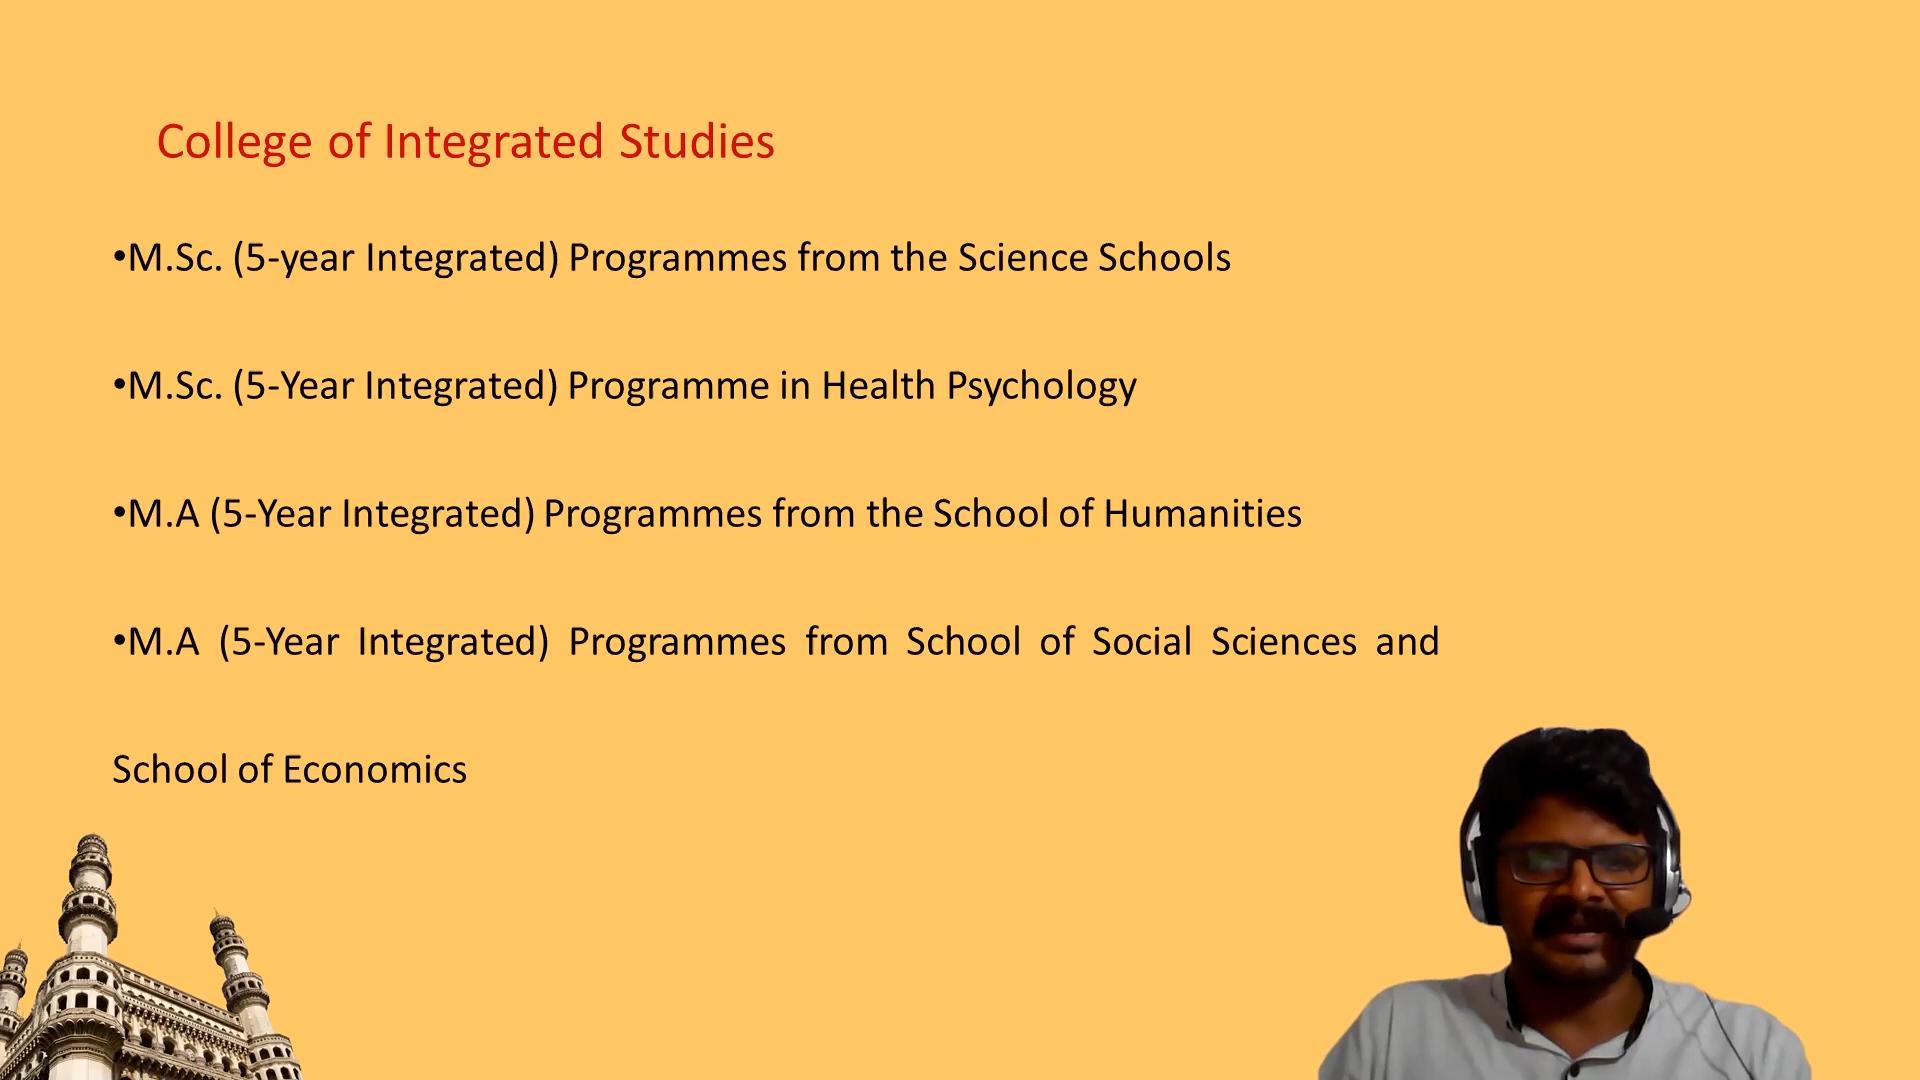 College of Integrated Studies
•M.Sc. (5-year Integrated) Programmes from the Science Schools
•M.Sc. (5-Year Integrated) Programme in Health Psychology
•M.A (5-Year Integrated) Programmes from the School of Humanities
•M.A (5-Year Integrated) Programmes from School of Social Sciences and
School of Economics